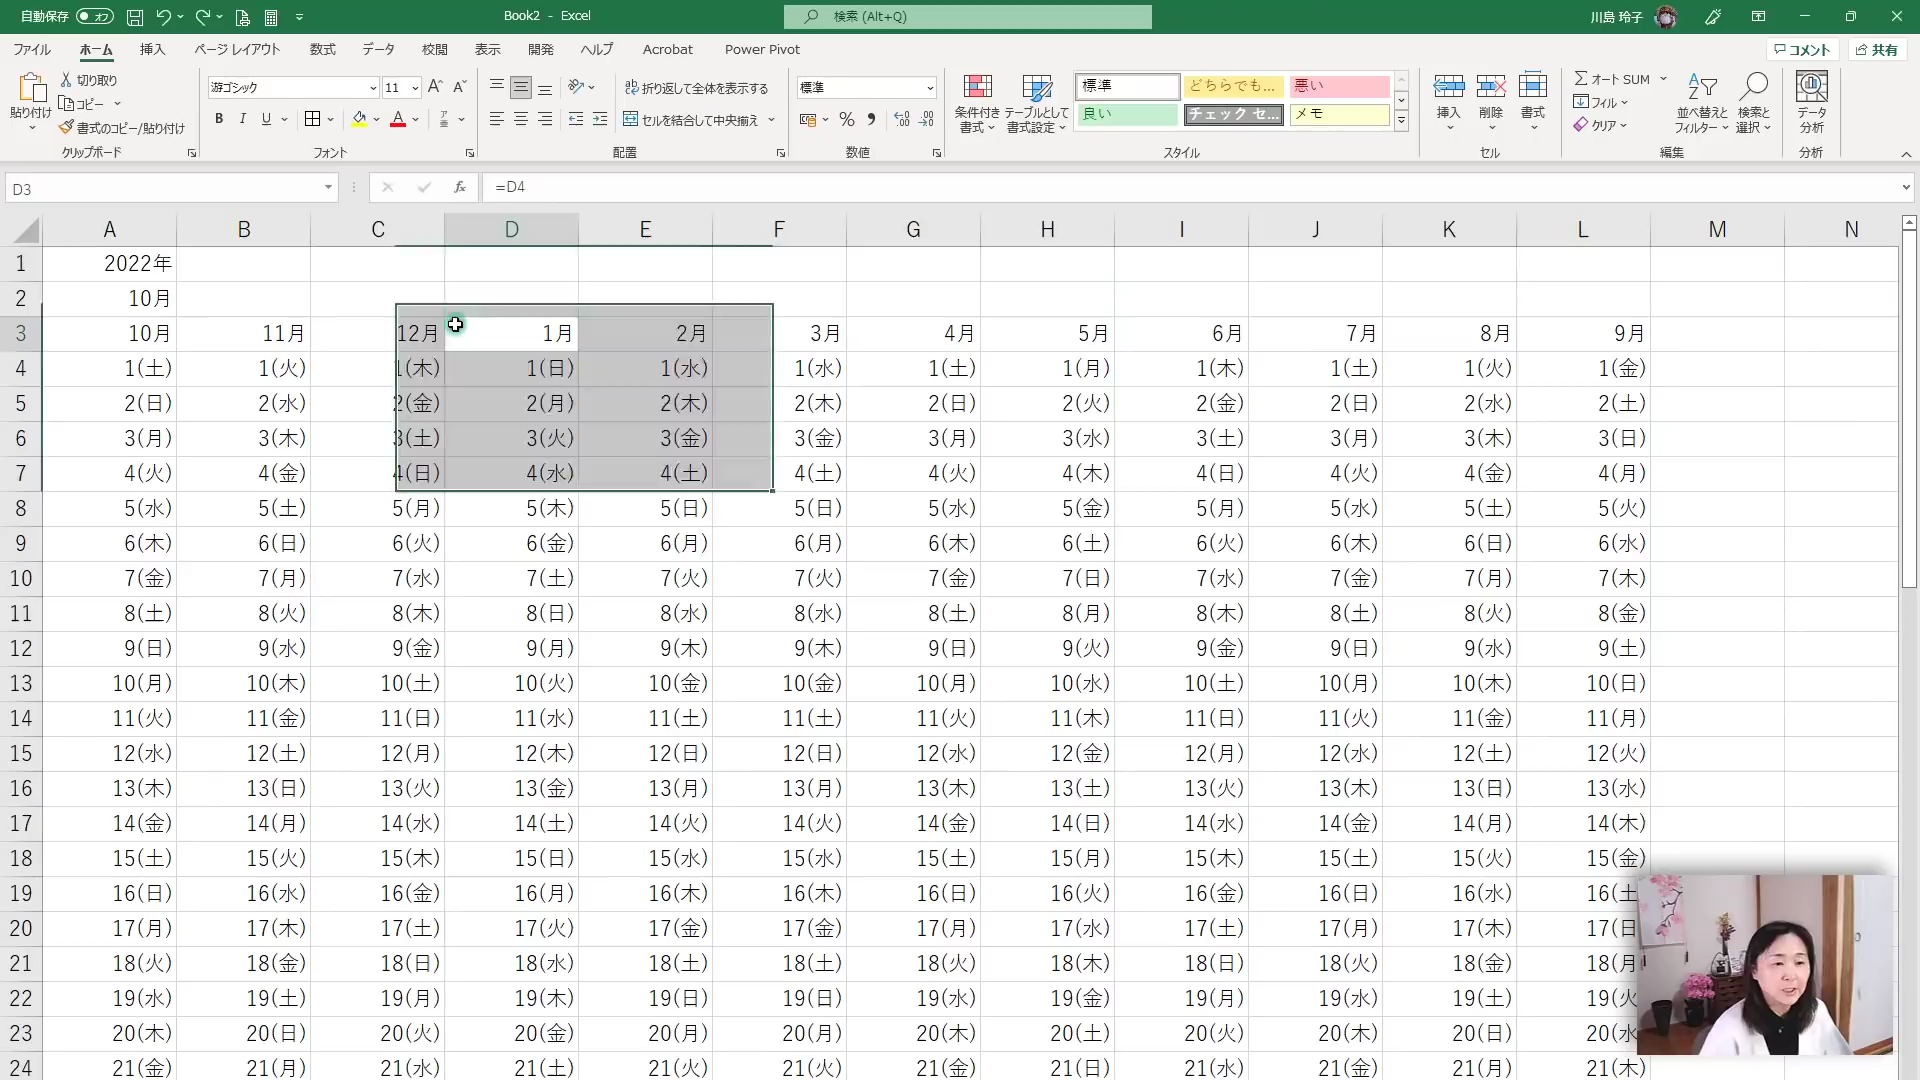 自動保存 オフ Book2 - Excel 検索 (Alt+Q) 川島 玲子
ファイル ホーム 挿入 ページ レイアウト 数式 データ 校閲 表示 開発 ヘルプ Acrobat Power Pivot コメント 共有
切り取り 游ゴシック 11 A A 折り返して全体を表示する 標準 標準 どちらでも... 悪い オート SUM
貼り付け コピー 条件付き テーブルとして 挿入 削除 書式 フィル 並べ替えと 検索と データ
書式のコピー/貼り付け B I U A セルを結合して中央揃え % 書式 書式設定 良い チェック セ... メモ クリア フィルター 選択 分析
クリップボード フォント 配置 数値 スタイル セル 編集 分析
D3 fx =D4
A B C D E F G H I J K L M N
1 2022年
2 10月
3 10月 11月 12月 1月 2月 3月 4月 5月 6月 7月 8月 9月
4 1(土) 1(火) 1(木) 1(日) 1(水) 1(水) 1(土) 1(月) 1(木) 1(土) 1(火) 1(金)
5 2(日) 2(水) 2(金) 2(月) 2(木) 2(木) 2(日) 2(火) 2(金) 2(日) 2(水) 2(土)
6 3(月) 3(木) 3(土) 3(火) 3(金) 3(金) 3(月) 3(水) 3(土) 3(月) 3(木) 3(日)
7 4(火) 4(金) 4(日) 4(水) 4(土) 4(土) 4(火) 4(木) 4(日) 4(火) 4(金) 4(月)
8 5(水) 5(土) 5(月) 5(木) 5(日) 5(日) 5(水) 5(金) 5(月) 5(水) 5(土) 5(火)
9 6(木) 6(日) 6(火) 6(金) 6(月) 6(月) 6(木) 6(土) 6(火) 6(木) 6(日) 6(水)
10 7(金) 7(月) 7(水) 7(土) 7(火) 7(火) 7(金) 7(日) 7(水) 7(金) 7(月) 7(木)
11 8(土) 8(火) 8(木) 8(日) 8(水) 8(水) 8(土) 8(月) 8(木) 8(土) 8(火) 8(金)
12 9(日) 9(水) 9(金) 9(月) 9(木) 9(木) 9(日) 9(火) 9(金) 9(日) 9(水) 9(土)
13 10(月) 10(木) 10(土) 10(火) 10(金) 10(金) 10(月) 10(水) 10(土) 10(月) 10(木) 10(日)
14 11(火) 11(金) 11(日) 11(水) 11(土) 11(土) 11(火) 11(木) 11(日) 11(火) 11(金) 11(月)
15 12(水) 12(土) 12(月) 12(木) 12(日) 12(日) 12(水) 12(金) 12(月) 12(水) 12(土) 12(火)
16 13(木) 13(日) 13(火) 13(金) 13(月) 13(月) 13(木) 13(土) 13(火) 13(木) 13(日) 13(水)
17 14(金) 14(月) 14(水) 14(土) 14(火) 14(火) 14(金) 14(日) 14(水) 14(金) 14(月) 14(木)
18 15(土) 15(火) 15(木) 15(日) 15(水) 15(水) 15(土) 15(月) 15(木) 15(土) 15(火) 15(金)
19 16(日) 16(水) 16(金) 16(月) 16(木) 16(木) 16(日) 16(火) 16(金) 16(日) 16(水) 16(土
20 17(月) 17(木) 17(土) 17(火) 17(金) 17(金) 17(月) 17(水) 17(土) 17(月) 17(木) 17(日
21 18(火) 18(金) 18(日) 18(水) 18(土) 18(土) 18(火) 18(木) 18(日) 18(火) 18(金) 18(月
22 19(水) 19(土) 19(月) 19(木) 19(日) 19(日) 19(水) 19(金) 19(月) 19(水) 19(土) 19(火
23 20(木) 20(日) 20(火) 20(金) 20(月) 20(月) 20(木) 20(土) 20(火) 20(木) 20(日) 20(水
24 21(金) 21(月) 21(水) 21(土) 21(火) 21(火) 21(金) 21(日) 21(水) 21(金) 21(月) 21(木)